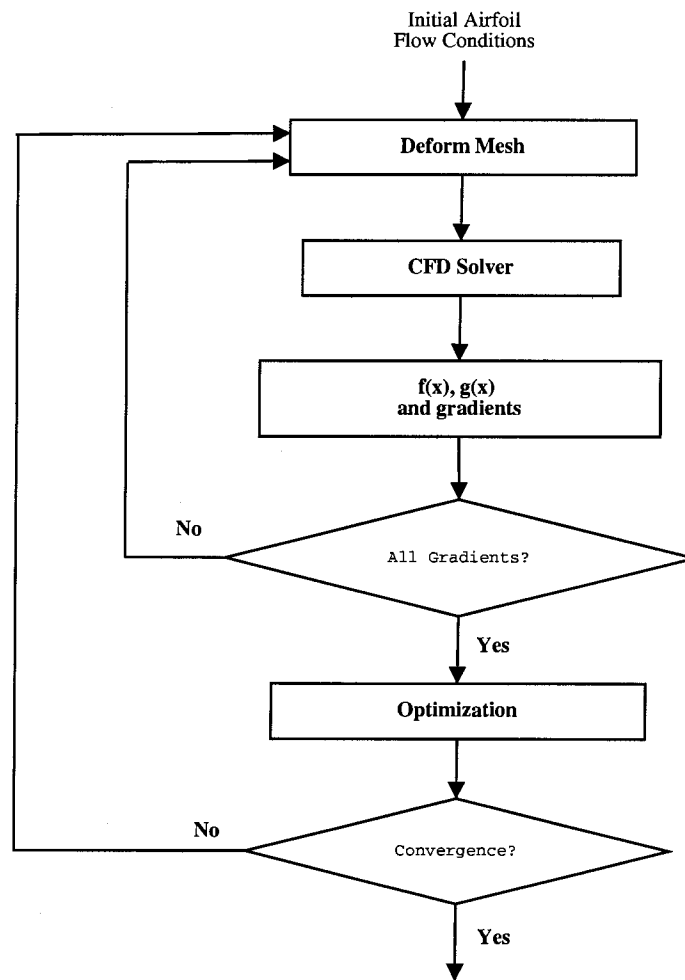 Initial Airfoil
Flow Conditions
Deform Mesh
CFD Solver
f(x), g(x)
and gradients
No
All Gradients?
Yes
Optimization
No
Convergence?
Yes